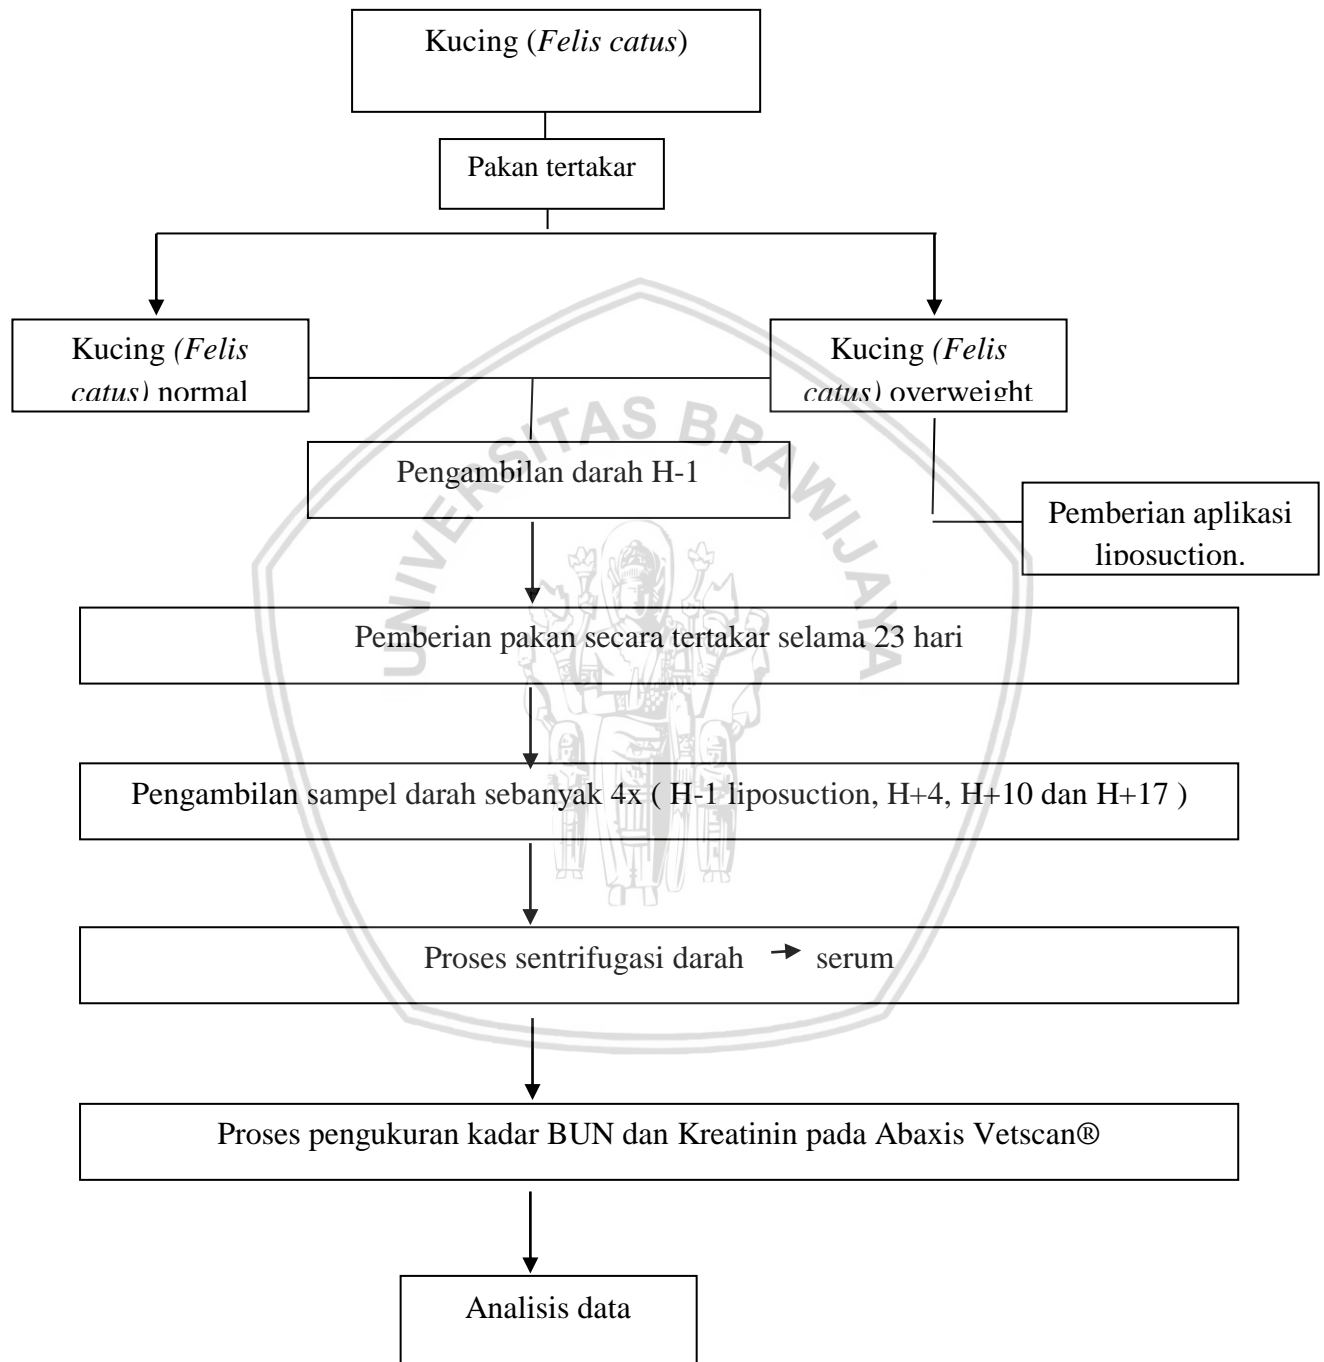 Kucing (Felis catus)
Pakan tertakar
Kucing (Felis
catus) normal
Kucing (Felis
catus) overweight
UNIVERSITAS BRAWIJAYA
Pengambilan darah H-1
Pemberian aplikasi
liposuction.
Pemberian pakan secara tertakar selama 23 hari
Pengambilan sampel darah sebanyak 4x ( H-1 liposuction, H+4, H+10 dan H+17 )
Proses sentrifugasi darah → serum
Proses pengukuran kadar BUN dan Kreatinin pada Abaxis Vetscan®
Analisis data